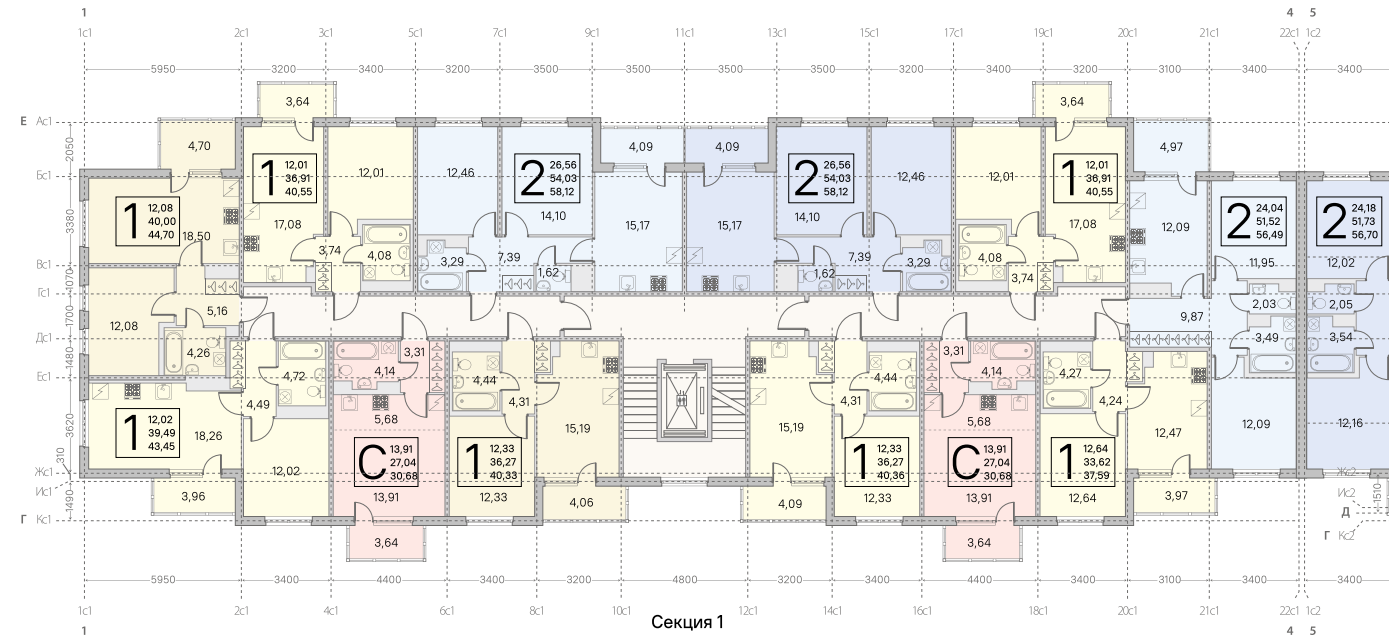 1 4 5
1с1 2с1 3с1 5с1 7с1 9с1 11с1 13с1 15с1 17с1 19с1 20с1 21с1 22с1 1с2
5950 3200 3400 3200 3500 3500 3500 3200 3400 3200 3100 3400 3400
3,64 3,64
Е Ас1
2050
4,70 4,09 4,09 4,97
Бс1
1 12,01 36,91 40,55
12,01
12,46
2 26,56 54,03 58,12
2 26,56 54,03 58,12
12,46
12,01
1 12,01 36,91 40,55
1 12,08 40,00 44,70
18,50
17,08
14,10
15,17
15,17
14,10
17,08
12,09
2 24,04 51,52 56,49
2 24,18 51,73 56,70
3380
3,74 4,08 3,29 7,39 1,62 1,62 7,39 3,29 4,08 3,74 11,95 12,02
Вс1
1070
Гс1
1700
5,16 9,87 2,03 2,05
12,08
Дс1
1480
4,26 4,72 4,14 3,31 4,44 4,44 3,31 4,14 4,27 3,49 3,54
Ес1
4,49 4,31 4,31 4,24
3620
1 12,02 39,49 43,45
18,26
5,68
15,19
15,19
5,68
12,47
12,09
12,16
12,02
С 13,91 27,04 30,68
13,91
1 12,33 36,27 40,33
12,33
1 12,33 36,27 40,36
12,33
С 13,91 27,04 30,68
13,91
1 12,64 33,62 37,59
12,64
310
Жс1 Жс2
Ис1 Ис2
1490 1510
3,96 4,06 4,09 3,97
Д
Г Кс1
Г Кс2
3,64 3,64
5950 3400 4400 3400 3200 4800 3200 3400 4400 3400 3100 3400 3400
1с1 2с1 4с1 6с1 8с1 10с1 12с1 14с1 16с1 18с1 20с1 21с1 22с1 1с2
Секция 1
1 4 5